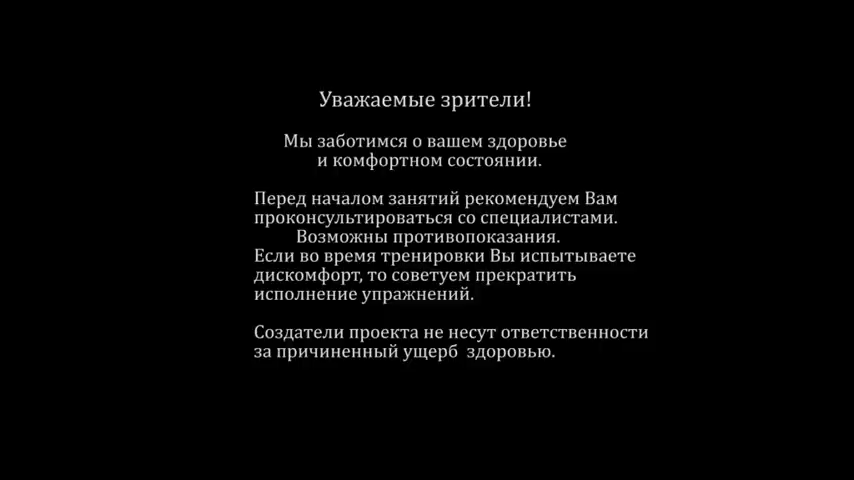 Уважаемые зрители!
Мы заботимся о вашем здоровье
и комфортном состоянии.
Перед началом занятий рекомендуем Вам
проконсультироваться со специалистами.
Возможны противопоказания.
Если во время тренировки Вы испытываете
дискомфорт, то советуем прекратить
исполнение упражнений.
Создатели проекта не несут ответственности
за причиненный ущерб  здоровью.